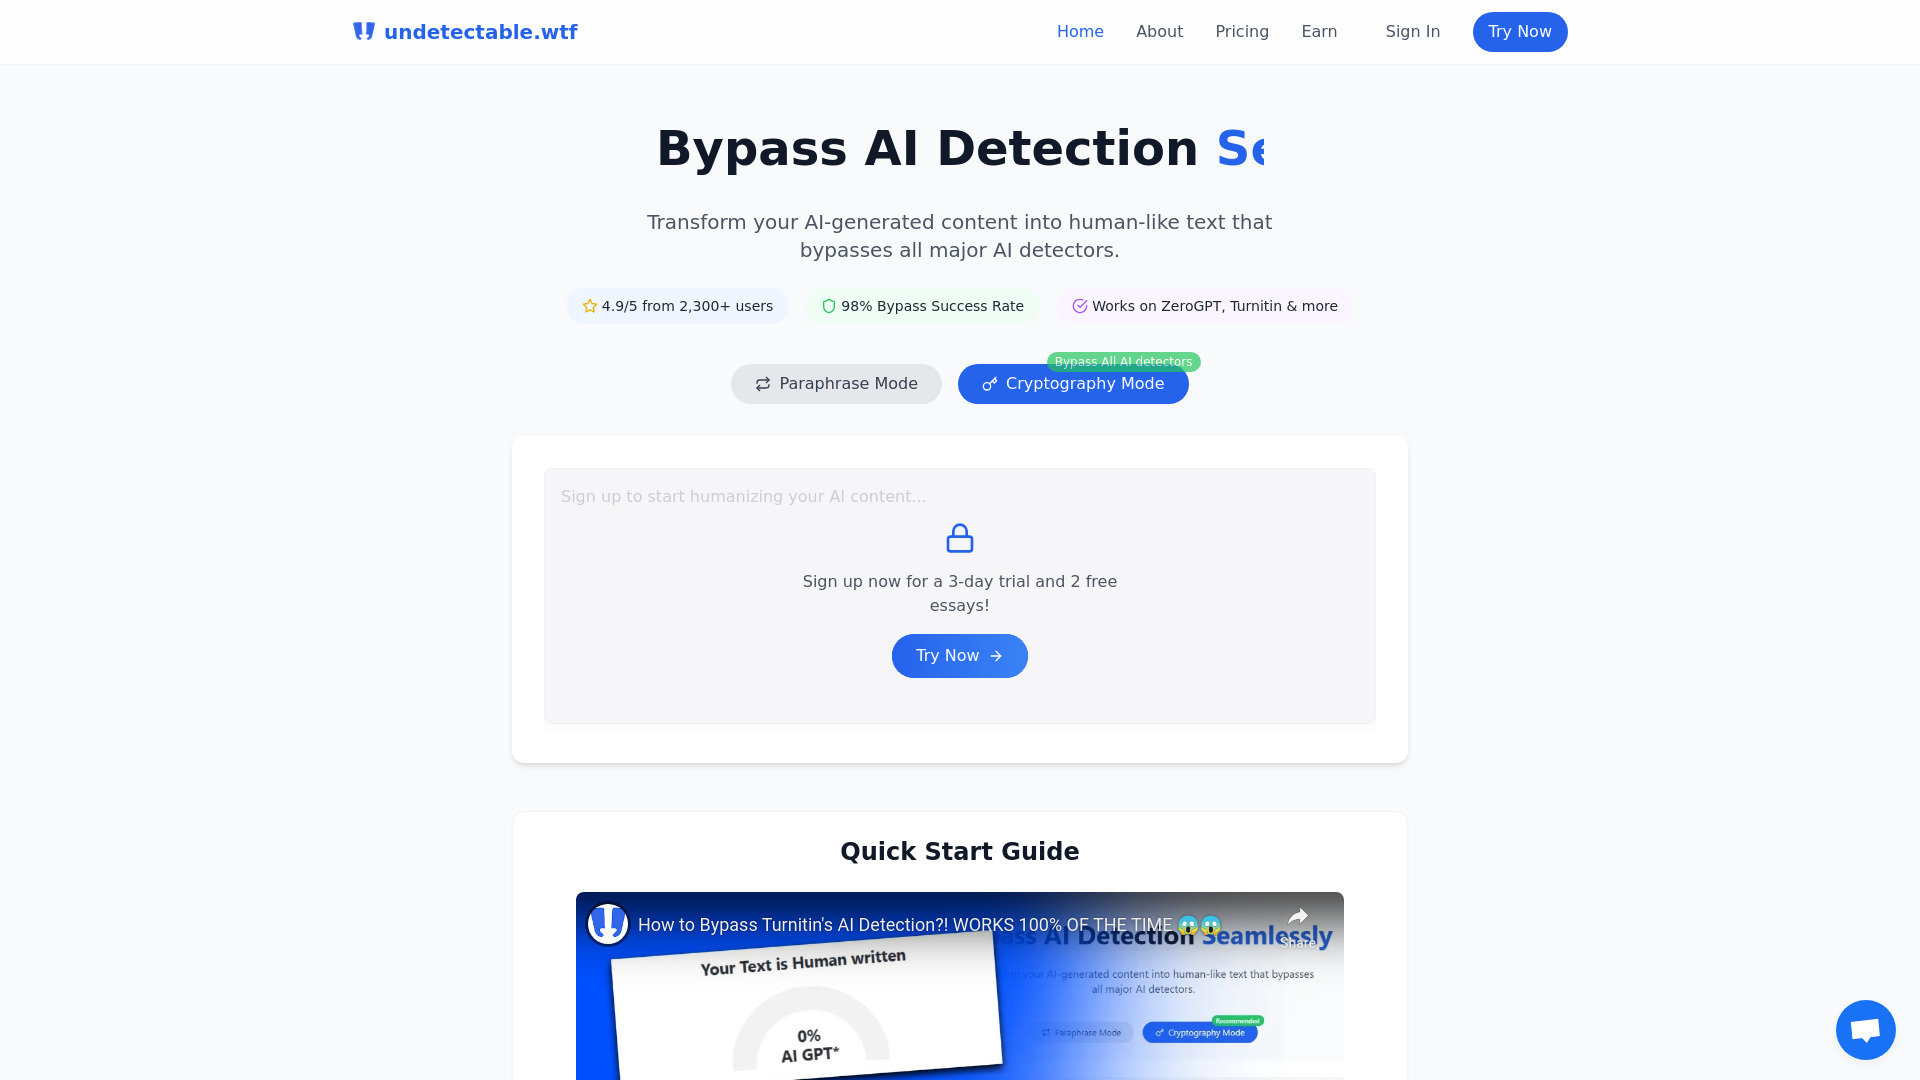 undetectable.wtf
Home
About
Pricing
Earn
Sign In
Try Now
Bypass AI Detection Se
Transform your AI-generated content into human-like text that
bypasses all major AI detectors.
4.9/5 from 2,300+ users
98% Bypass Success Rate
Works on ZeroGPT, Turnitin & more
Bypass All AI detectors
Paraphrase Mode
Cryptography Mode
Sign up to start humanizing your AI content...
Sign up now for a 3-day trial and 2 free
essays!
Try Now
Quick Start Guide
How to Bypass Turnitin's AI Detection?! WORKS 100% OF THE TIME 😱😱
Share
AI Detection Seamlessly
Your Text is Human written
your AI-generated content into human-like text that bypasses
all major AI detectors.
0%
AI GPT*
Recommended
Paraphrase Mode
Cryptography Mode